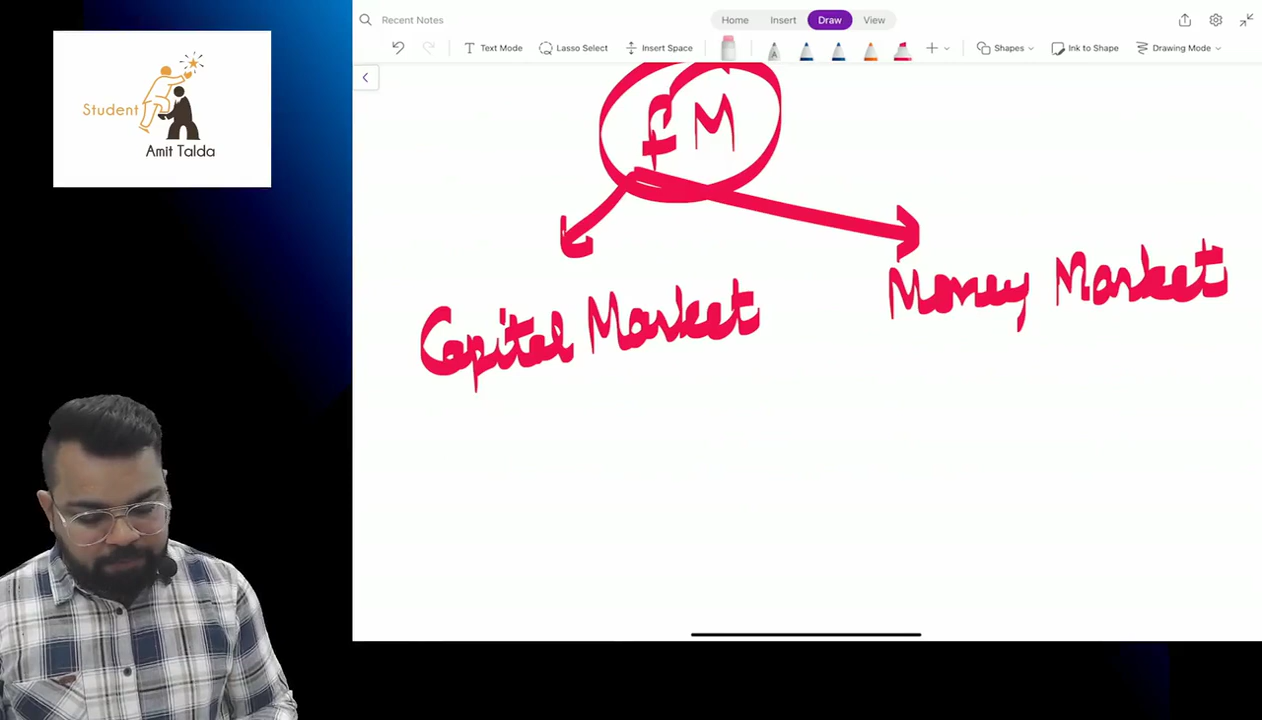 Recent Notes
Home Insert Draw View
Text Mode Lasso Select Insert Space Shapes Ink to Shape Drawing Mode
Student
Amit Talda
FM
Capital Market
Money Market